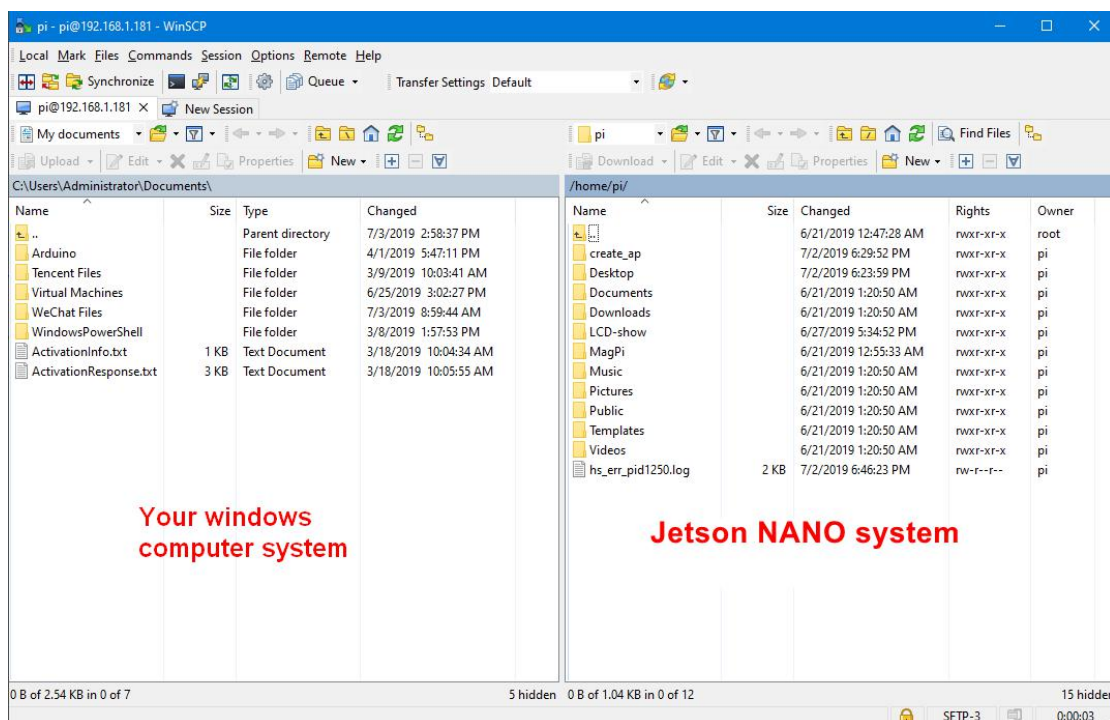 pi - pi@192.168.1.181 - WinSCP
Local Mark Files Commands Session Options Remote Help
Synchronize Queue Transfer Settings Default
pi@192.168.1.181 New Session
My documents pi Find Files
Upload Edit Properties New Download Edit Properties New
C:\Users\Administrator\Documents\ /home/pi/
Name Size Type Changed Name Size Changed Rights Owner
.. Parent directory 7/3/2019 2:58:37 PM .. 6/21/2019 12:47:28 AM rwxr-xr-x root
Arduino File folder 4/1/2019 5:47:11 PM create_ap 7/2/2019 6:29:52 PM rwxr-xr-x pi
Tencent Files File folder 3/9/2019 10:03:41 AM Desktop 7/2/2019 6:23:59 PM rwxr-xr-x pi
Virtual Machines File folder 6/25/2019 3:02:27 PM Documents 6/21/2019 1:20:50 AM rwxr-xr-x pi
WeChat Files File folder 7/3/2019 8:59:44 AM Downloads 6/21/2019 1:20:50 AM rwxr-xr-x pi
WindowsPowerShell File folder 3/8/2019 1:57:53 PM LCD-show 6/27/2019 5:34:52 PM rwxr-xr-x pi
ActivationInfo.txt 1 KB Text Document 3/18/2019 10:04:34 AM MagPi 6/21/2019 12:55:33 AM rwxr-xr-x pi
ActivationResponse.txt 3 KB Text Document 3/18/2019 10:05:55 AM Music 6/21/2019 1:20:50 AM rwxr-xr-x pi
Pictures 6/21/2019 1:20:50 AM rwxr-xr-x pi
Public 6/21/2019 1:20:50 AM rwxr-xr-x pi
Templates 6/21/2019 1:20:50 AM rwxr-xr-x pi
Videos 6/21/2019 1:20:50 AM rwxr-xr-x pi
hs_err_pid1250.log 2 KB 7/2/2019 6:46:23 PM rw-r--r-- pi
Your windows
computer system
Jetson NANO system
0 B of 2.54 KB in 0 of 7 5 hidden 0 B of 1.04 KB in 0 of 12 15 hidden
SFTP-3 0:00:03